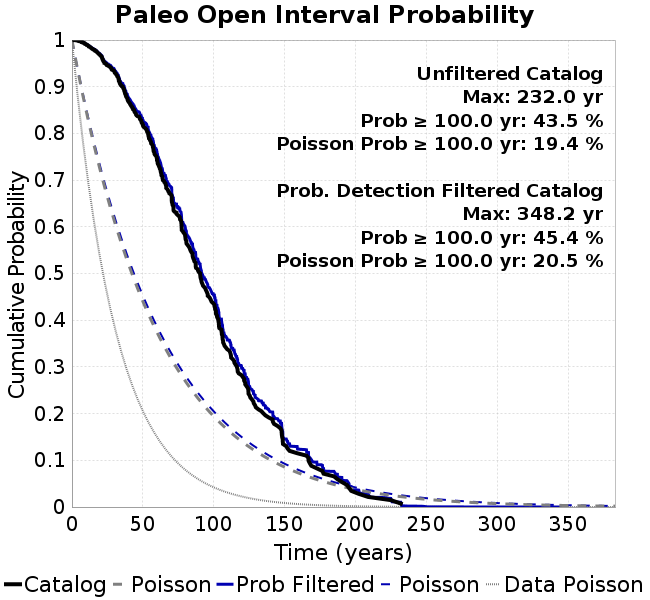 Paleo Open Interval Probability
Unfiltered Catalog
Max: 232.0 yr
Prob ≥ 100.0 yr: 43.5 %
Poisson Prob ≥ 100.0 yr: 19.4 %
Prob. Detection Filtered Catalog
Max: 348.2 yr
Prob ≥ 100.0 yr: 45.4 %
Poisson Prob ≥ 100.0 yr: 20.5 %
Cumulative Probability
1
0.9
0.8
0.7
0.6
0.5
0.4
0.3
0.2
0.1
0
0 50 100 150 200 250 300 350
Time (years)
Catalog Poisson Prob Filtered Poisson Data Poisson